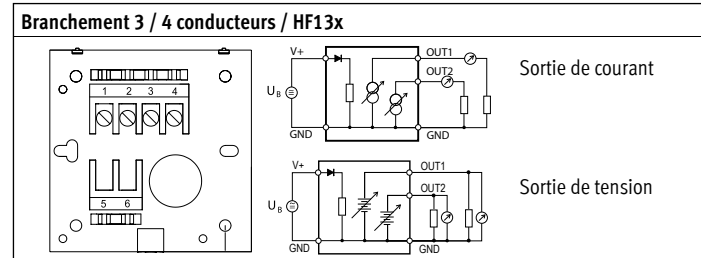 Branchement 3 / 4 conducteurs / HF13x
1 2 3 4
5 6
V+ OUT1
OUT2
UB
GND GND
Sortie de courant
V+ OUT1
OUT2
UB
GND GND
Sortie de tension